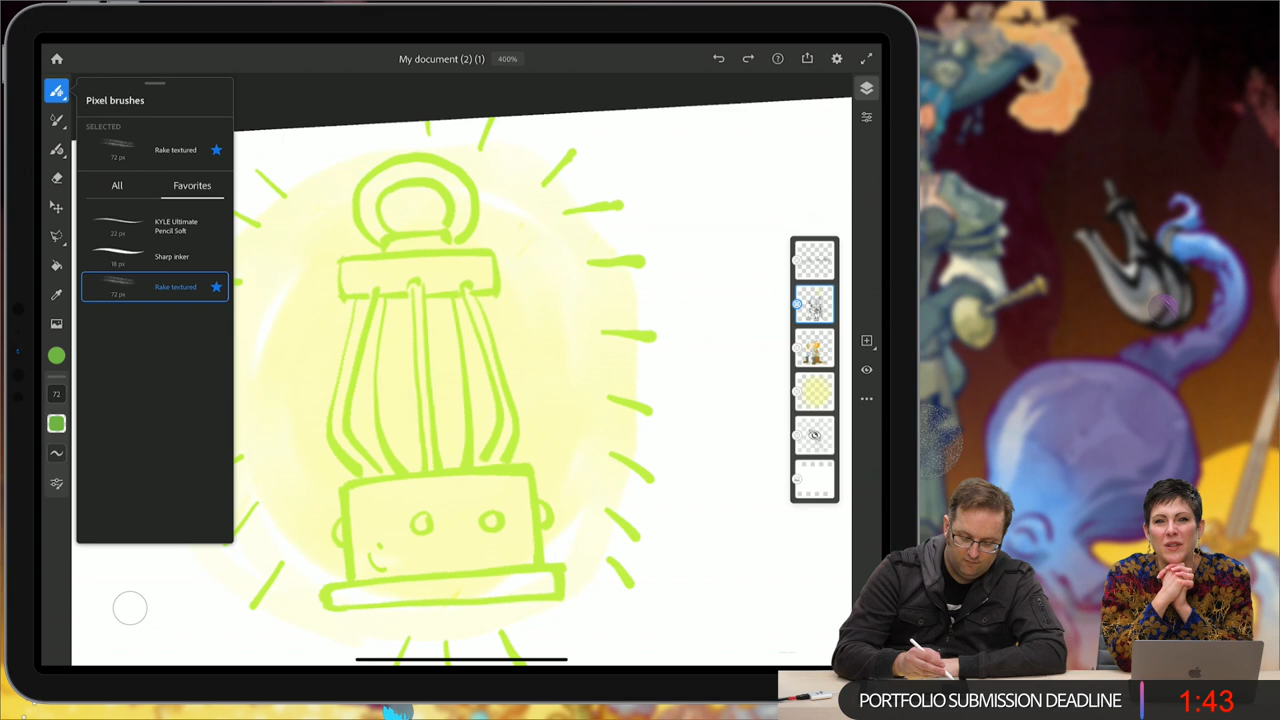 My document (2) (1) 400%
Pixel brushes
SELECTED
Rake textured
72 px
All Favorites
KYLE Ultimate
Pencil Soft
22 px
Sharp inker
18 px
Rake textured
72 px
72
PORTFOLIO SUBMISSION DEADLINE 1:43